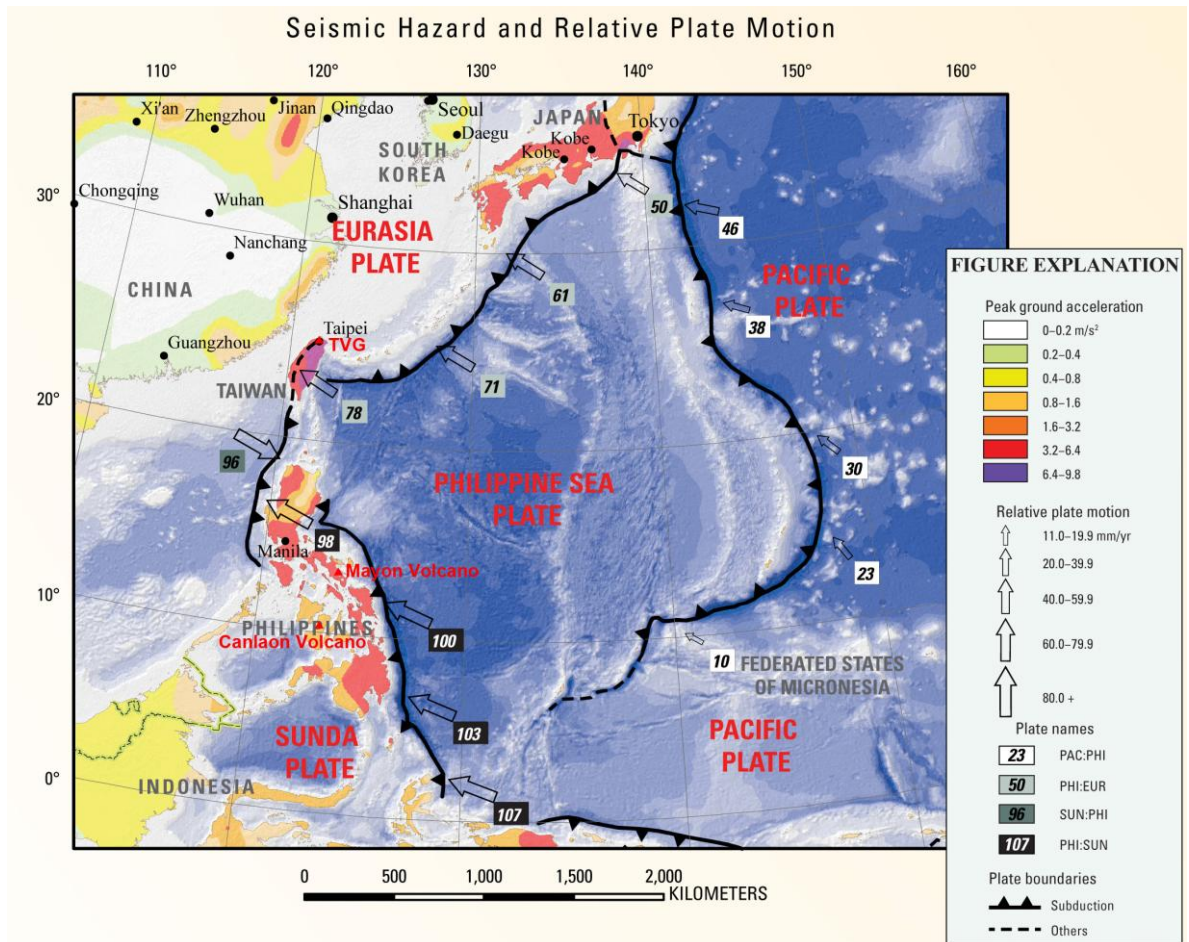 Seismic Hazard and Relative Plate Motion
110°
120°
130°
140°
150°
160°
Xi'an
Jinan
Zhengzhou
Qingdao
Seoul
Daegu
SOUTH
KOREA
JAPAN
Tokyo
Kobe
Kobe
30°
Chongqing
Wuhan
Shanghai
Nanchang
EURASIA
PLATE
CHINA
50
46
PACIFIC
PLATE
61
38
Guangzhou
Taipei
TVG
TAIWAN
71
78
20°
96
30
PHILIPPINE SEA
PLATE
98
Manila
23
Mayon Volcano
10°
PHILIPPINES
Canlaon Volcano
100
10
FEDERATED STATES
OF MICRONESIA
103
SUNDA
PLATE
PACIFIC
PLATE
0°
INDONESIA
107
0
500
1,000
1,500
2,000
KILOMETERS
FIGURE EXPLANATION
Peak ground acceleration
0–0.2 m/s²
0.2–0.4
0.4–0.8
0.8–1.6
1.6–3.2
3.2–6.4
6.4–9.8
Relative plate motion
11.0–19.9 mm/yr
20.0–39.9
40.0–59.9
60.0–79.9
80.0 +
Plate names
23 PAC:PHI
50 PHI:EUR
96 SUN:PHI
107 PHI:SUN
Plate boundaries
Subduction
Others